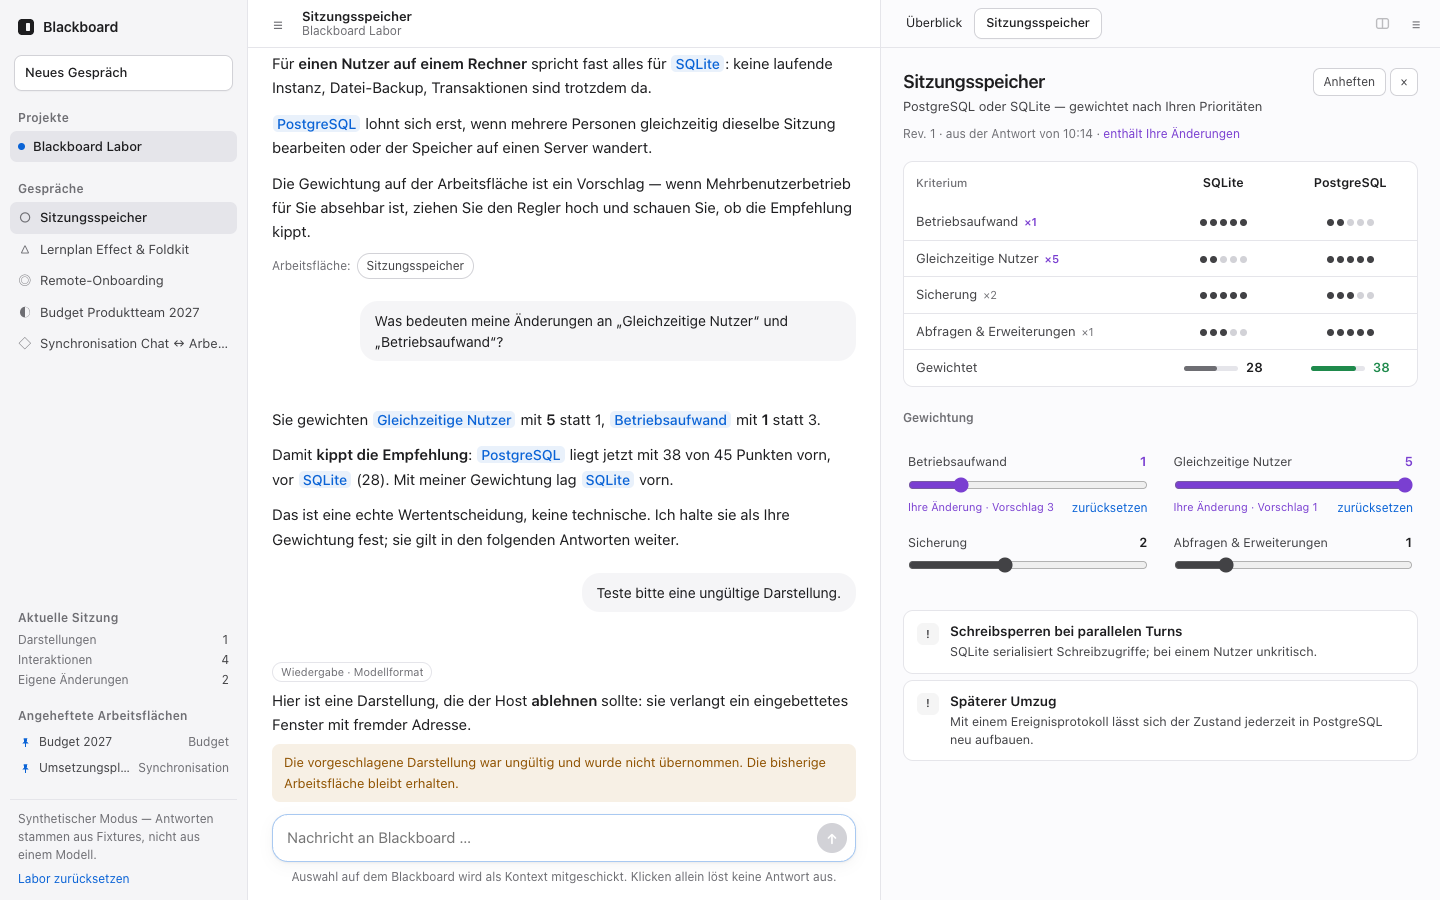 Blackboard
Neues Gespräch
Projekte
Blackboard Labor
Gespräche
Sitzungsspeicher
Lernplan Effect & Foldkit
Remote-Onboarding
Budget Produktteam 2027
Synchronisation Chat ↔ Arbe...
Aktuelle Sitzung
Darstellungen 1
Interaktionen 4
Eigene Änderungen 2
Angeheftete Arbeitsflächen
Budget 2027 Budget
Umsetzungspl... Synchronisation
Synthetischer Modus — Antworten
stammen aus Fixtures, nicht aus
einem Modell.
Labor zurücksetzen
Sitzungsspeicher
Blackboard Labor
Für einen Nutzer auf einem Rechner spricht fast alles für SQLite : keine laufende
Instanz, Datei-Backup, Transaktionen sind trotzdem da.
PostgreSQL lohnt sich erst, wenn mehrere Personen gleichzeitig dieselbe Sitzung
bearbeiten oder der Speicher auf einen Server wandert.
Die Gewichtung auf der Arbeitsfläche ist ein Vorschlag — wenn Mehrbenutzerbetrieb
für Sie absehbar ist, ziehen Sie den Regler hoch und schauen Sie, ob die Empfehlung
kippt.
Arbeitsfläche: Sitzungsspeicher
Was bedeuten meine Änderungen an „Gleichzeitige Nutzer“ und
„Betriebsaufwand“?
Sie gewichten Gleichzeitige Nutzer mit 5 statt 1, Betriebsaufwand mit 1 statt 3.
Damit kippt die Empfehlung: PostgreSQL liegt jetzt mit 38 von 45 Punkten vorn,
vor SQLite (28). Mit meiner Gewichtung lag SQLite vorn.
Das ist eine echte Wertentscheidung, keine technische. Ich halte sie als Ihre
Gewichtung fest; sie gilt in den folgenden Antworten weiter.
Teste bitte eine ungültige Darstellung.
Wiedergabe · Modellformat
Hier ist eine Darstellung, die der Host ablehnen sollte: sie verlangt ein eingebettetes
Fenster mit fremder Adresse.
Die vorgeschlagene Darstellung war ungültig und wurde nicht übernommen. Die bisherige
Arbeitsfläche bleibt erhalten.
Nachricht an Blackboard ...
Auswahl auf dem Blackboard wird als Kontext mitgeschickt. Klicken allein löst keine Antwort aus.
Überblick Sitzungsspeicher
Sitzungsspeicher
Anheften ×
PostgreSQL oder SQLite — gewichtet nach Ihren Prioritäten
Rev. 1 · aus der Antwort von 10:14 · enthält Ihre Änderungen
Kriterium SQLite PostgreSQL
Betriebsaufwand ×1
Gleichzeitige Nutzer ×5
Sicherung ×2
Abfragen & Erweiterungen ×1
Gewichtet 28 38
Gewichtung
Betriebsaufwand 1
Ihre Änderung · Vorschlag 3 zurücksetzen
Gleichzeitige Nutzer 5
Ihre Änderung · Vorschlag 1 zurücksetzen
Sicherung 2
Abfragen & Erweiterungen 1
! Schreibsperren bei parallelen Turns
SQLite serialisiert Schreibzugriffe; bei einem Nutzer unkritisch.
! Späterer Umzug
Mit einem Ereignisprotokoll lässt sich der Zustand jederzeit in PostgreSQL
neu aufbauen.